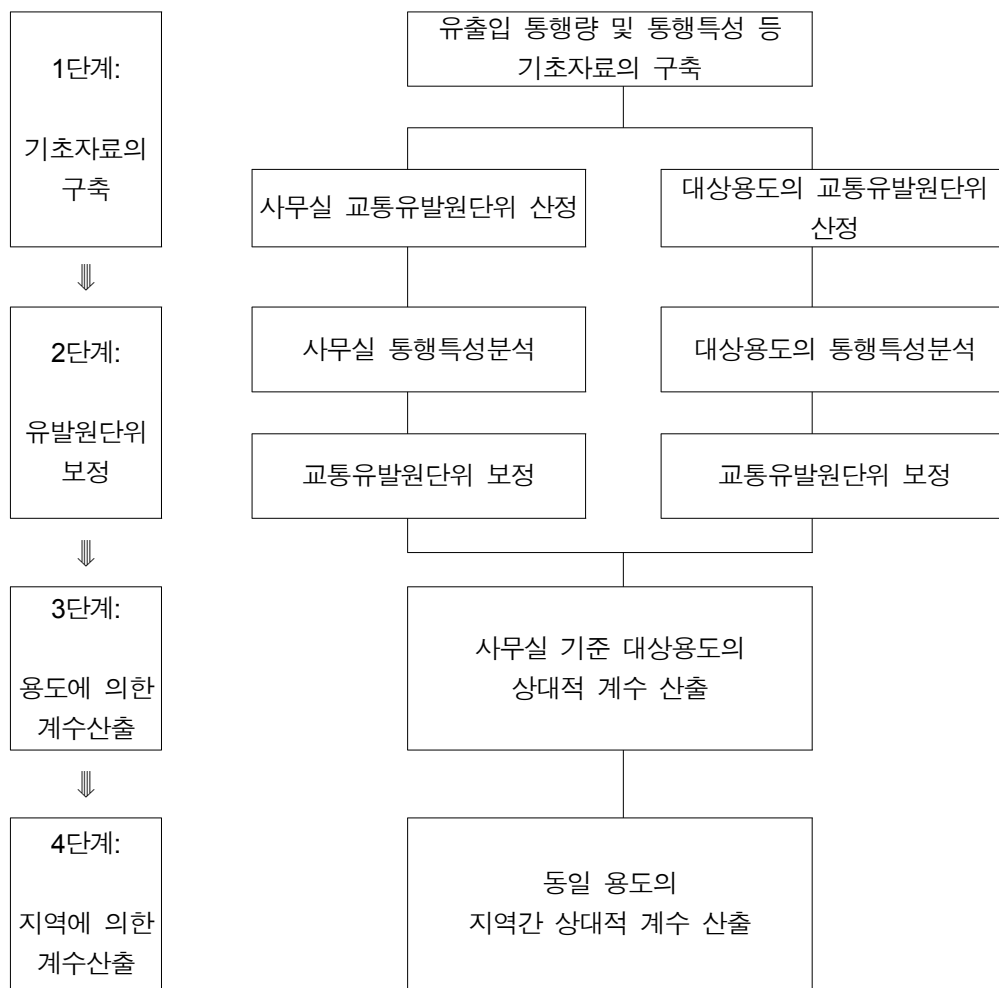 1단계:
기초자료의
구축
유출입 통행량 및 통행특성 등
기초자료의 구축
사무실 교통유발원단위 산정
대상용도의 교통유발원단위
산정
⇓
2단계:
유발원단위
보정
사무실 통행특성분석
대상용도의 통행특성분석
교통유발원단위 보정
교통유발원단위 보정
⇓
3단계:
용도에 의한
계수산출
사무실 기준 대상용도의
상대적 계수 산출
⇓
4단계:
지역에 의한
계수산출
동일 용도의
지역간 상대적 계수 산출